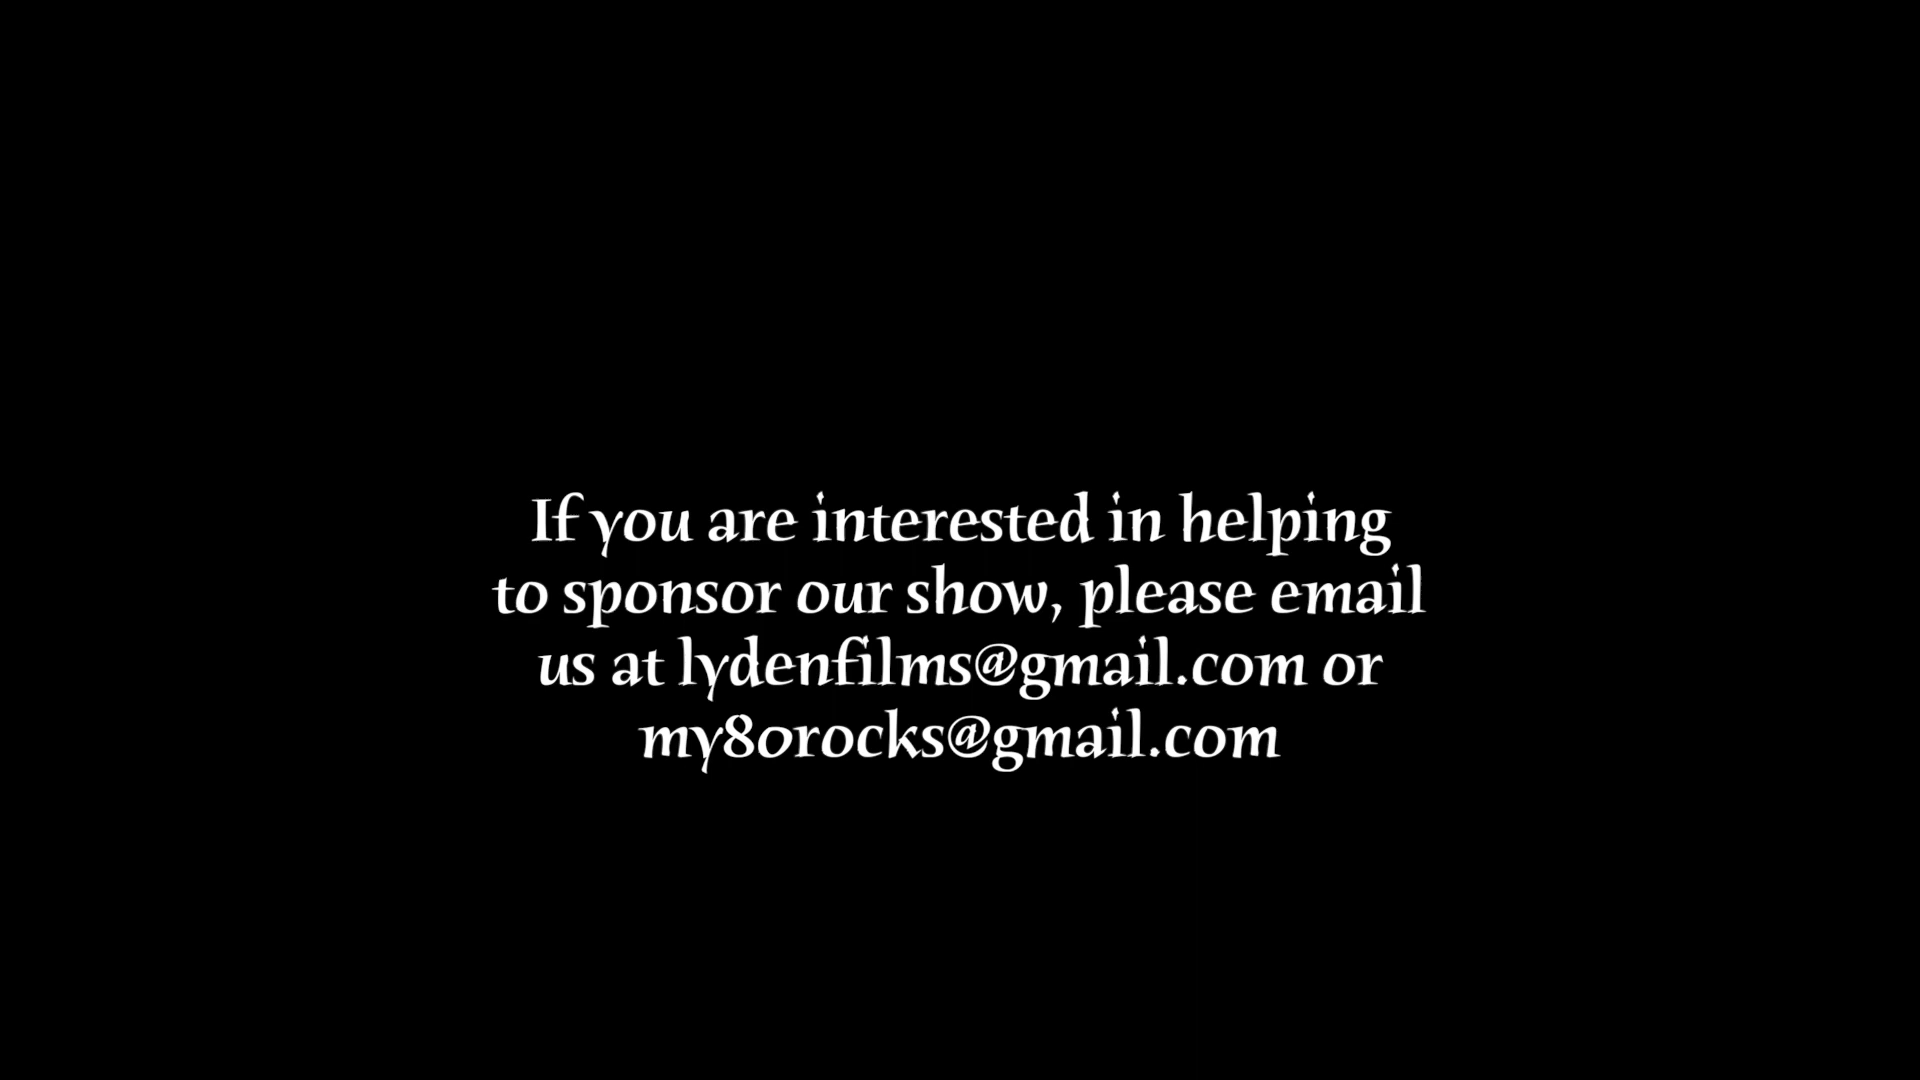 If you are interested in helping
to sponsor our show, please email
us at lydenfilms@gmail.com or
my80rocks@gmail.com